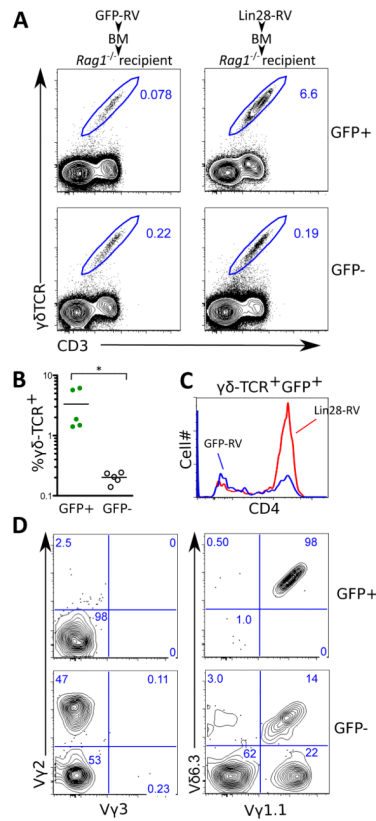 A
GFP-RV Lin28-RV
BM BM
Rag1-/- recipient Rag1-/- recipient
0.078 6.6
GFP+
0.22 0.19
GFP-
γδTCR
CD3
B
*
%γδ-TCR+
10
1
0.1
GFP+ GFP-
C
γδ-TCR+GFP+
Lin28-RV
GFP-RV
Cell#
CD4
D
2.5 0 0.50 98
GFP+
98 1.0
0 0
47 0.11 3.0 14
GFP-
53 62 22
0.23
Vγ2 Vδ6.3
Vγ3 Vγ1.1